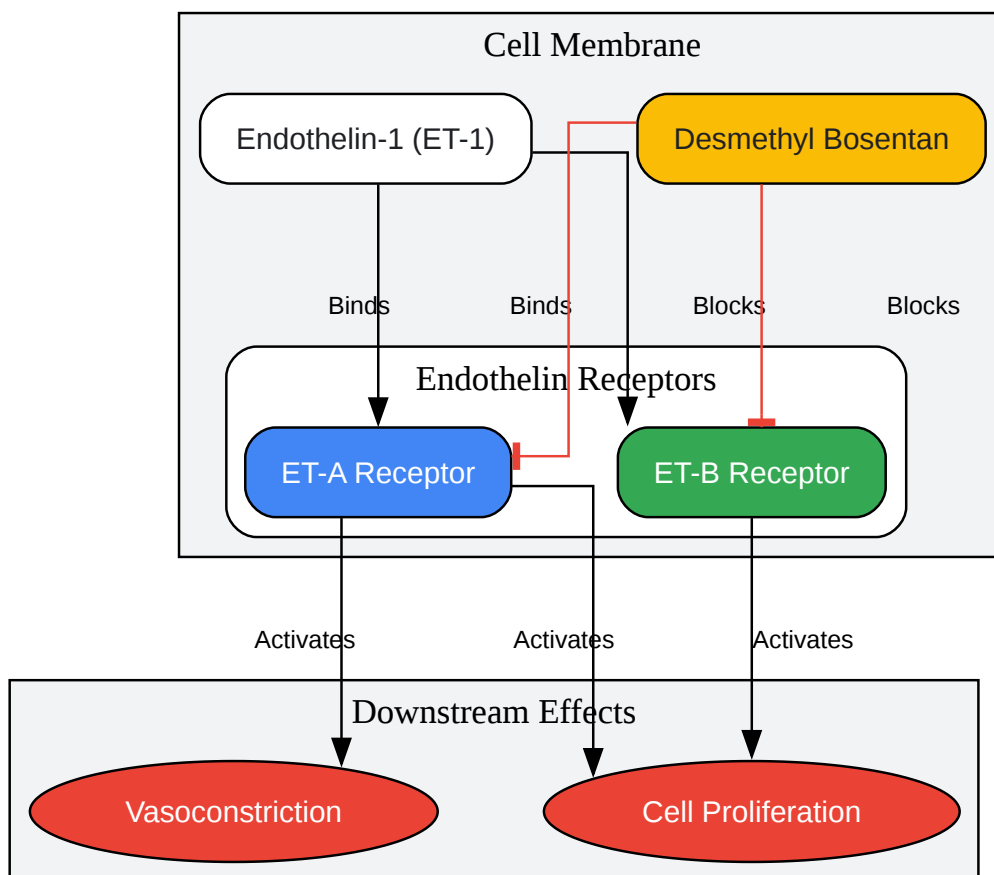 Cell Membrane
Endothelin-1 (ET-1)
Desmethyl Bosentan
Binds
Binds
Blocks
Blocks
Endothelin Receptors
ET-A Receptor
ET-B Receptor
Activates
Activates
Activates
Downstream Effects
Vasoconstriction
Cell Proliferation